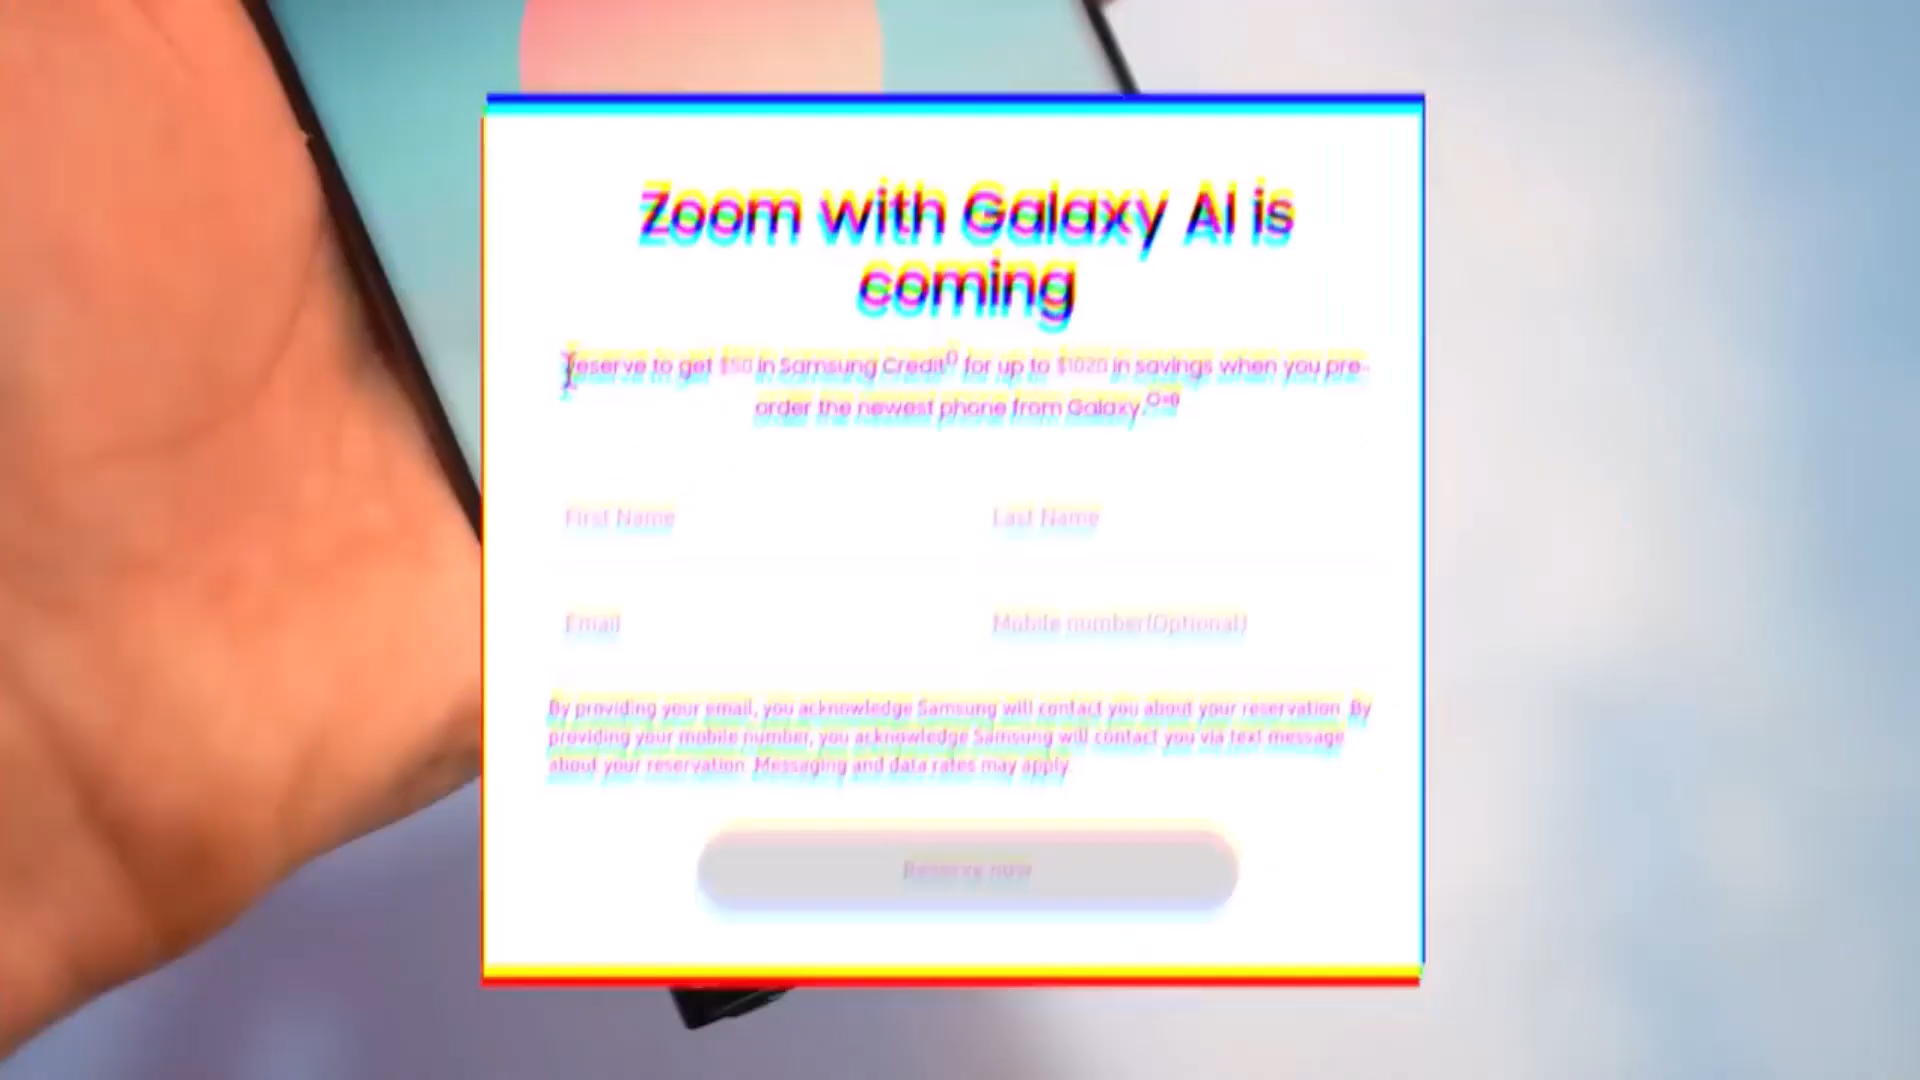 Zoom with Galaxy AI is
coming
Reserve to get $50 in Samsung Credit for up to $1020 in savings when you pre-
order the newest phone from Galaxy.
First Name
Last Name
Email
Mobile number(Optional)
By providing your email, you acknowledge Samsung will contact you about your reservation. By
providing your mobile number, you acknowledge Samsung will contact you via text message
about your reservation. Messaging and data rates may apply.
Reserve now